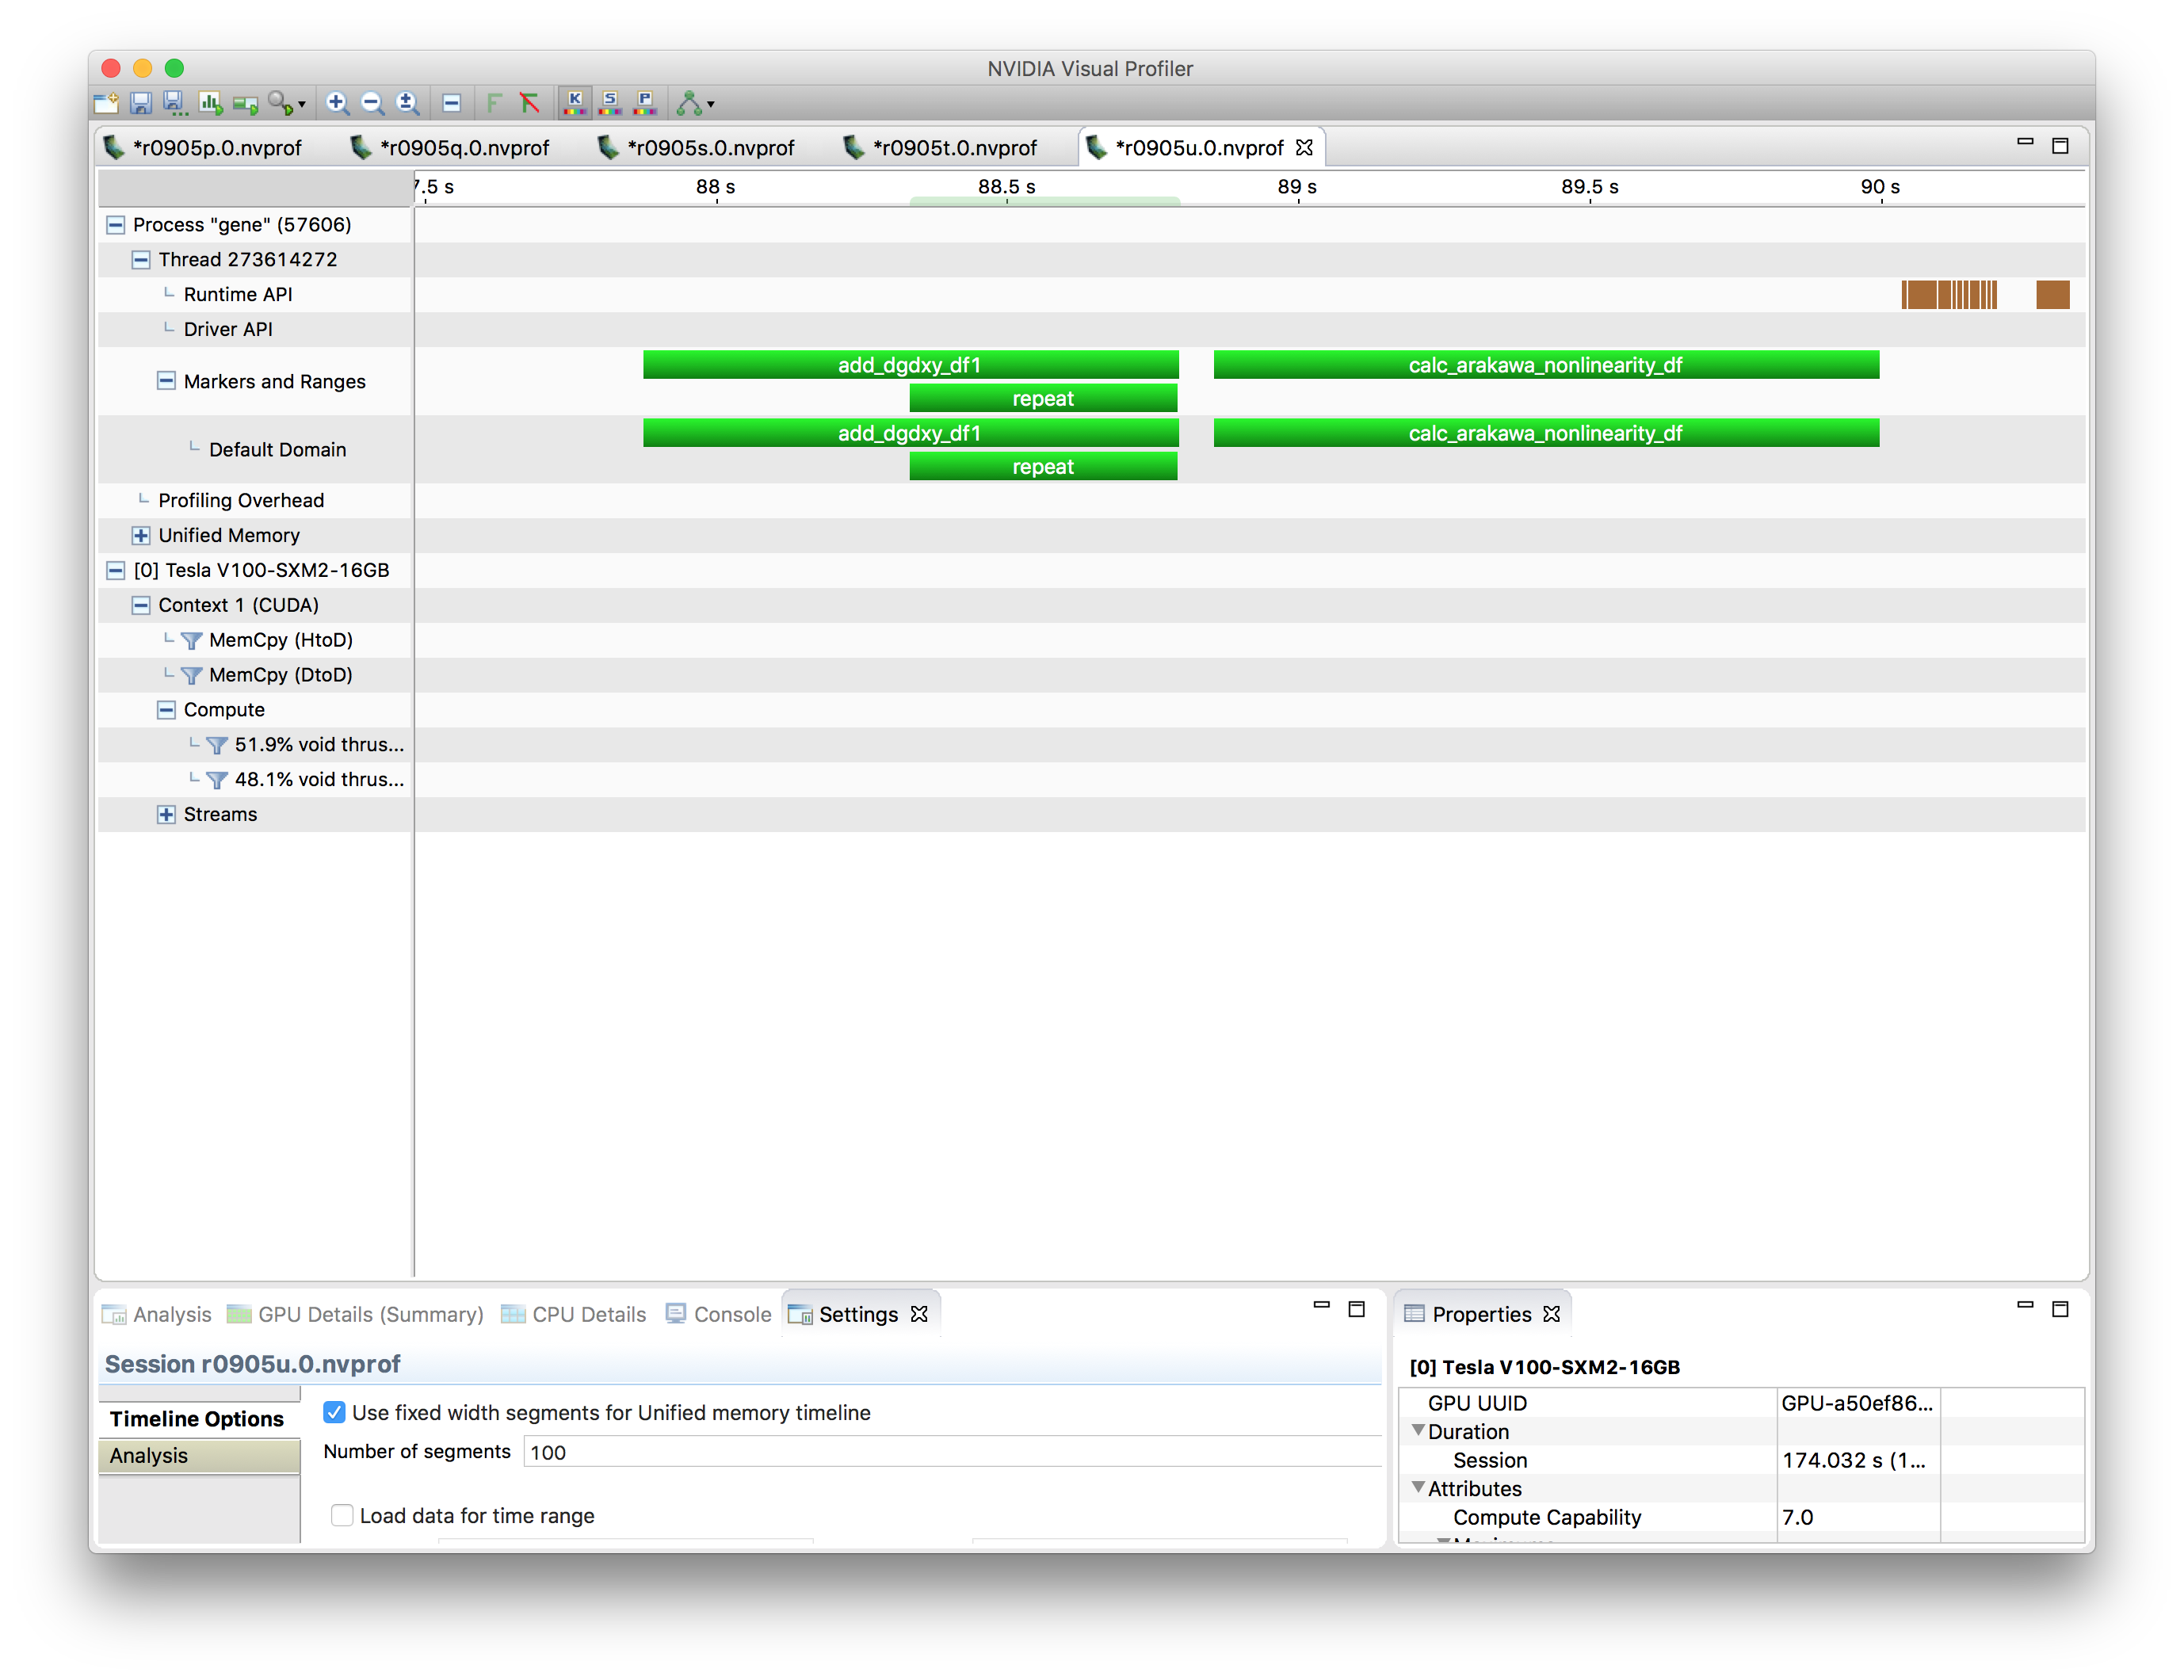 NVIDIA Visual Profiler
F F K S P
*r0905p.0.nvprof *r0905q.0.nvprof *r0905s.0.nvprof *r0905t.0.nvprof *r0905u.0.nvprof
7.5 s 88 s 88.5 s 89 s 89.5 s 90 s
Process "gene" (57606)
Thread 273614272
Runtime API
Driver API
Markers and Ranges
add_dgdxy_df1 calc_arakawa_nonlinearity_df
repeat
Default Domain
add_dgdxy_df1 calc_arakawa_nonlinearity_df
repeat
Profiling Overhead
Unified Memory
[0] Tesla V100-SXM2-16GB
Context 1 (CUDA)
MemCpy (HtoD)
MemCpy (DtoD)
Compute
51.9% void thrus...
48.1% void thrus...
Streams
Analysis GPU Details (Summary) CPU Details Console Settings
Session r0905u.0.nvprof
Timeline Options
Analysis
Use fixed width segments for Unified memory timeline
Number of segments 100
Load data for time range
Properties
[0] Tesla V100-SXM2-16GB
GPU UUID GPU-a50ef86...
Duration
Session 174.032 s (1...
Attributes
Compute Capability 7.0